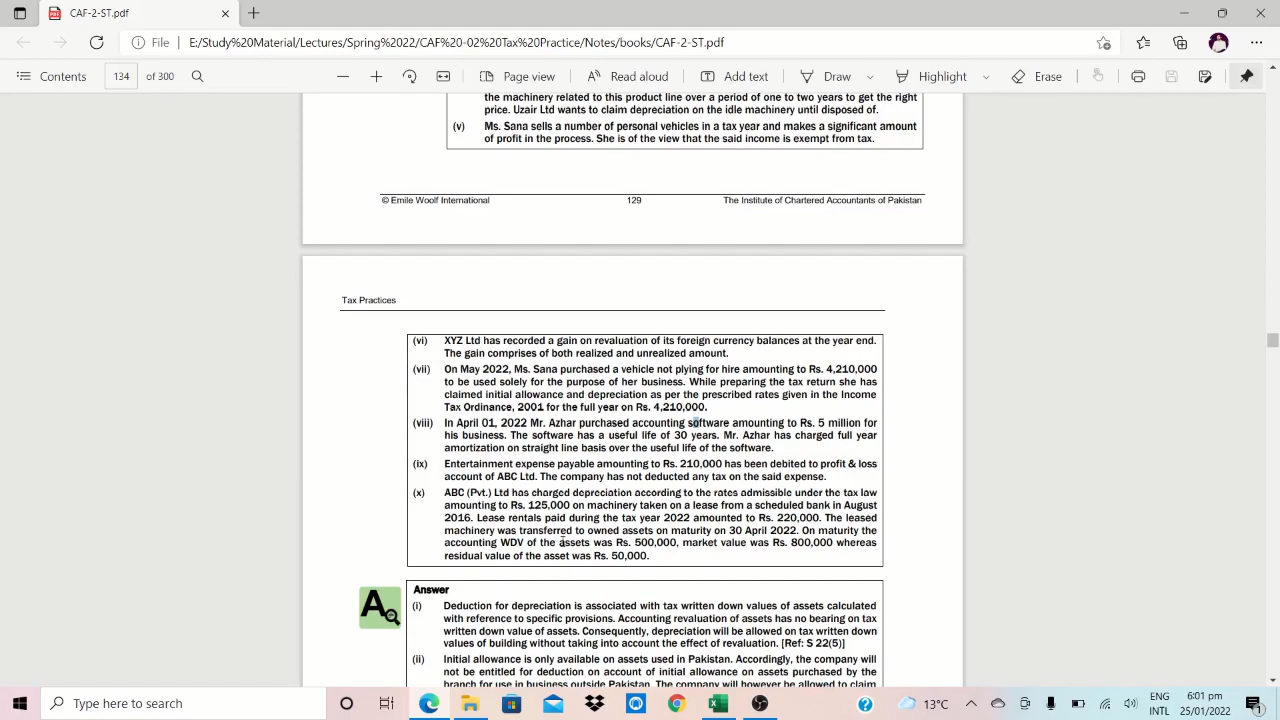 CAF-2-ST.pdf
File
E:/Study%20Material/Lectures/Spring%2022/CAF%20-02%20Tax%20Practice/Notes/books/CAF-2-ST.pdf
Contents
134
of 300
Page view
Read aloud
Add text
Draw
Highlight
Erase
the machinery related to this product line over a period of one to two years to get the right
price. Uzair Ltd wants to claim depreciation on the idle machinery until disposed of.
(v) Ms. Sana sells a number of personal vehicles in a tax year and makes a significant amount
of profit in the process. She is of the view that the said income is exempt from tax.
© Emile Woolf International 129 The Institute of Chartered Accountants of Pakistan
Tax Practices
(vi) XYZ Ltd has recorded a gain on revaluation of its foreign currency balances at the year end.
The gain comprises of both realized and unrealized amount.
(vii) On May 2022, Ms. Sana purchased a vehicle not plying for hire amounting to Rs. 4,210,000
to be used solely for the purpose of her business. While preparing the tax return she has
claimed initial allowance and depreciation as per the prescribed rates given in the Income
Tax Ordinance, 2001 for the full year on Rs. 4,210,000.
(viii) In April 01, 2022 Mr. Azhar purchased accounting software amounting to Rs. 5 million for
his business. The software has a useful life of 30 years. Mr. Azhar has charged full year
amortization on straight line basis over the useful life of the software.
(ix) Entertainment expense payable amounting to Rs. 210,000 has been debited to profit & loss
account of ABC Ltd. The company has not deducted any tax on the said expense.
(x) ABC (Pvt.) Ltd has charged depreciation according to the rates admissible under the tax law
amounting to Rs. 125,000 on machinery taken on a lease from a scheduled bank in August
2016. Lease rentals paid during the tax year 2022 amounted to Rs. 220,000. The leased
machinery was transferred to owned assets on maturity on 30 April 2022. On maturity the
accounting WDV of the assets was Rs. 500,000, market value was Rs. 800,000 whereas
residual value of the asset was Rs. 50,000.
A
Answer
(i) Deduction for depreciation is associated with tax written down values of assets calculated
with reference to specific provisions. Accounting revaluation of assets has no bearing on tax
written down value of assets. Consequently, depreciation will be allowed on tax written down
values of building without taking into account the effect of revaluation. [Ref: S 22(5)]
(ii) Initial allowance is only available on assets used in Pakistan. Accordingly, the company will
not be entitled for deduction on account of initial allowance on assets purchased by the
branch for use in business outside Pakistan. The company will however be allowed to claim
Type here to search
13°C
ENG
INTL
6:01 pm
25/01/2022
1